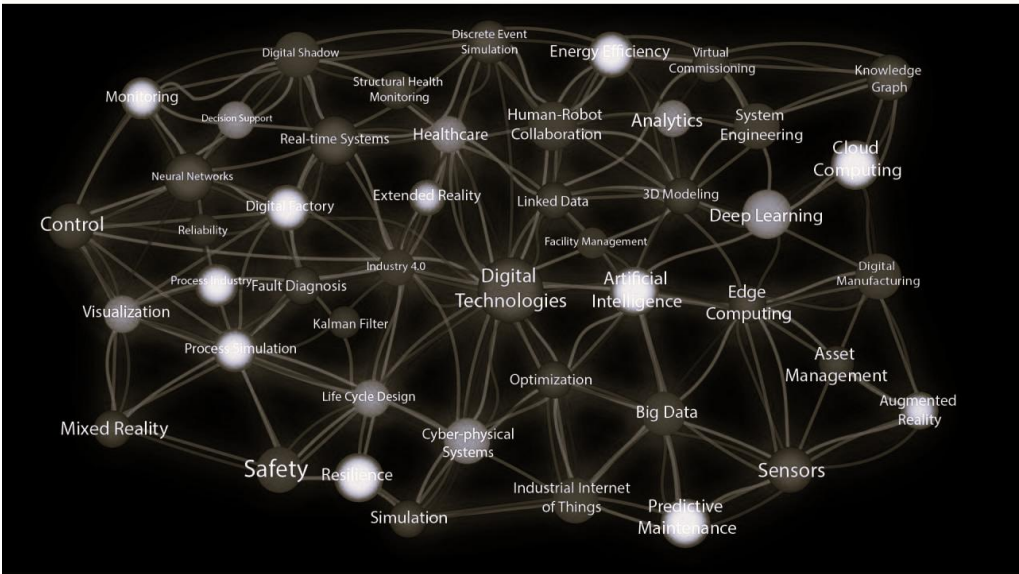 Digital Shadow
Discrete Event
Simulation
Energy Efficiency
Virtual
Commissioning
Knowledge
Graph
Monitoring
Structural Health
Monitoring
Decision Support
Real-time Systems
Healthcare
Human-Robot
Collaboration
Analytics
System
Engineering
Cloud
Computing
Neural Networks
Digital Factory
Extended Reality
Linked Data
3D Modeling
Deep Learning
Control
Reliability
Facility Management
Industry 4.0
Process Industry
Fault Diagnosis
Digital
Technologies
Artificial
Intelligence
Edge
Computing
Digital
Manufacturing
Visualization
Kalman Filter
Process Simulation
Asset
Management
Optimization
Life Cycle Design
Big Data
Augmented
Reality
Mixed Reality
Cyber-physical
Systems
Safety
Resilience
Sensors
Industrial Internet
of Things
Simulation
Predictive
Maintenance